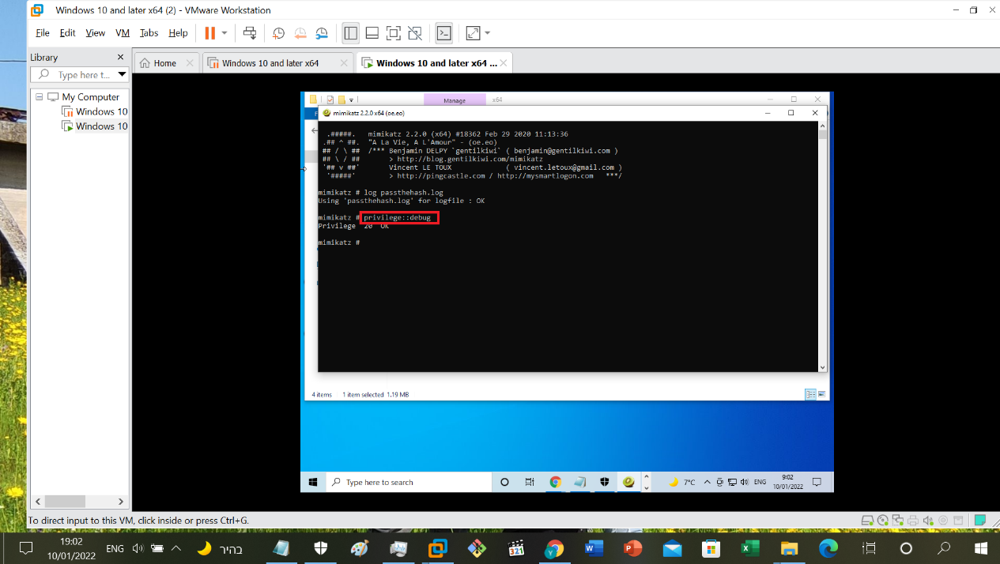 Windows 10 and later x64 (2) - VMware Workstation
File Edit View VM Tabs Help
Library
Type here t...
My Computer
Windows 10
Windows 10
Home
Windows 10 and later x64
Windows 10 and later x64 ...
Manage
x64
F
mimikatz 2.2.0 x64 (oe.eo)
.#####. mimikatz 2.2.0 (x64) #18362 Feb 29 2020 11:13:36
.## ^ ##. "A La Vie, A L'Amour" - (oe.eo)
## / \ ## /*** Benjamin DELPY `gentilkiwi` ( benjamin@gentilkiwi.com )
## \ / ## > http://blog.gentilkiwi.com/mimikatz
'## v ##' Vincent LE TOUX ( vincent.letoux@gmail.com )
'#####' > http://pingcastle.com / http://mysmartlogon.com ***/
mimikatz # log passthehash.log
Using 'passthehash.log' for logfile : OK
mimikatz # privilege::debug
Privilege '20' OK
mimikatz #
4 items 1 item selected 1.19 MB
Type here to search
7°C
ENG
9:02
10/01/2022
To direct input to this VM, click inside or press Ctrl+G.
19:02
10/01/2022
ENG
בהיר
321
W
P
X